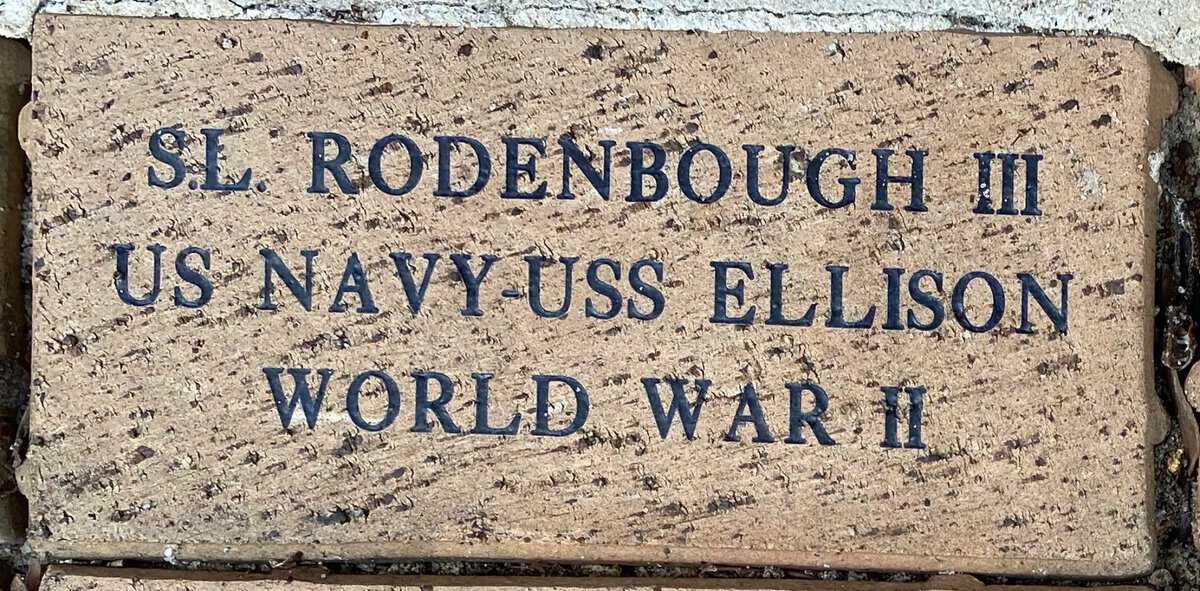 S.L. RODENBOUGH III
US NAVY-USS ELLISON
WORLD WAR II